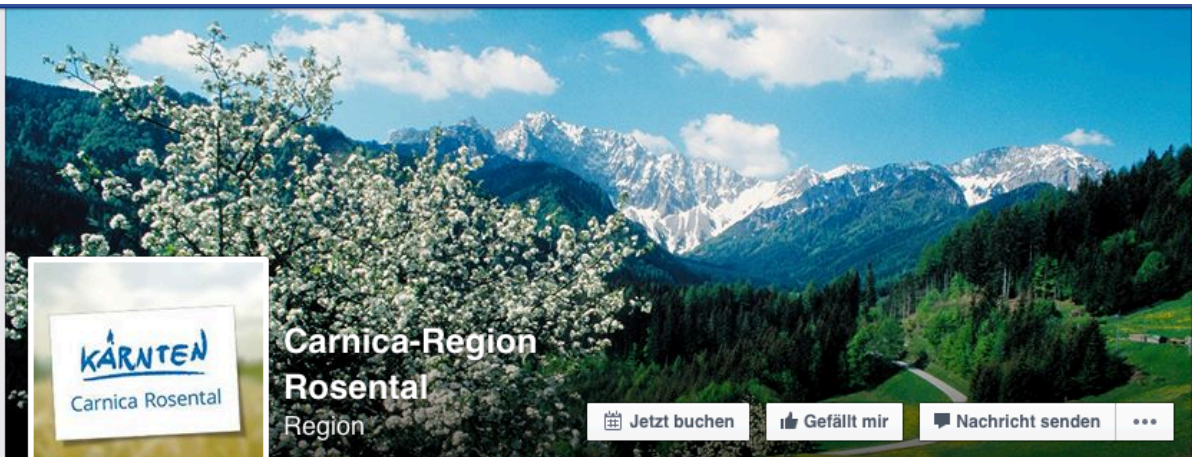 KÄRNTEN
Carnica Rosental
Carnica-Region
Rosental
Region
Jetzt buchen
Gefällt mir
Nachricht senden